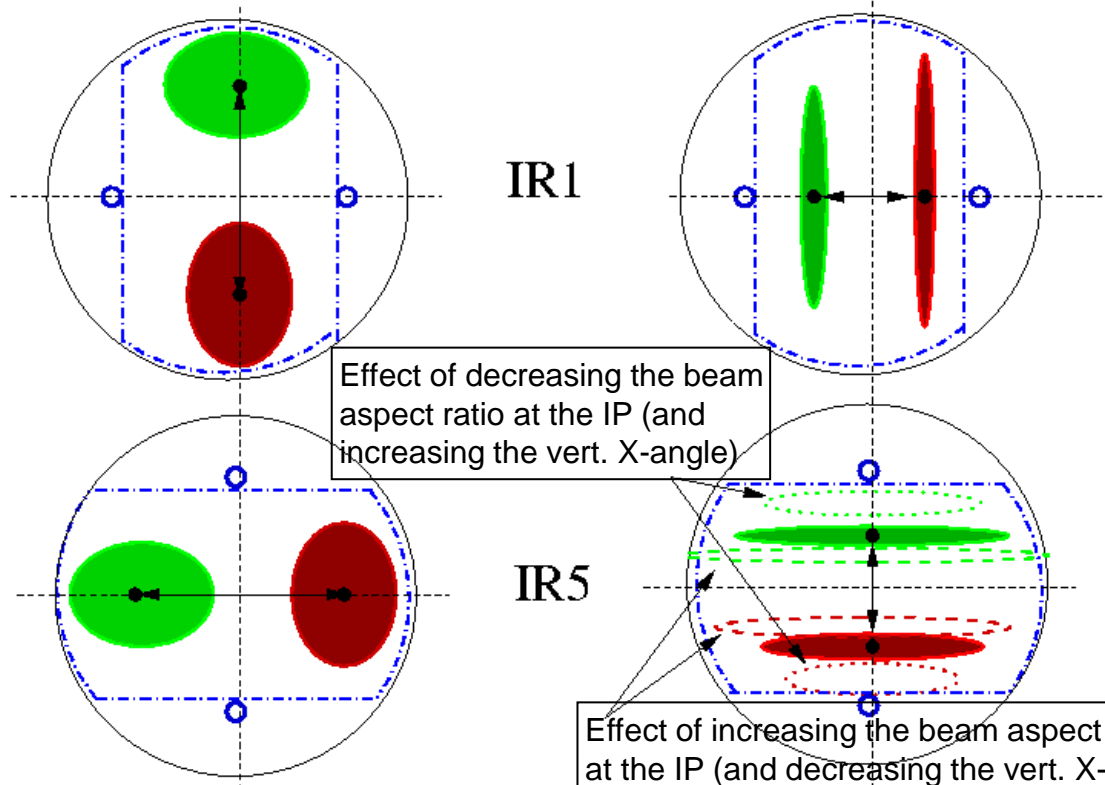 IR1
Effect of decreasing the beam
aspect ratio at the IP (and
increasing the vert. X-angle)
IR5
Effect of increasing the beam aspect
at the IP (and decreasing the vert. X-